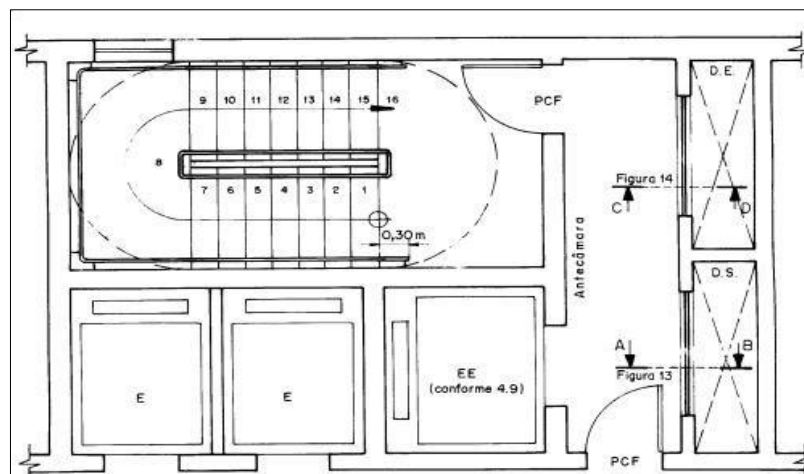 D.E.
PCF
9 10 11 12 13 14 15 16
8
Figura 14
7 6 5 4 3 2 1
C D
0,30 m
Antecâmara
D.S.
A B
Figura 13
EE
(conforme 4.9)
E E
PCF